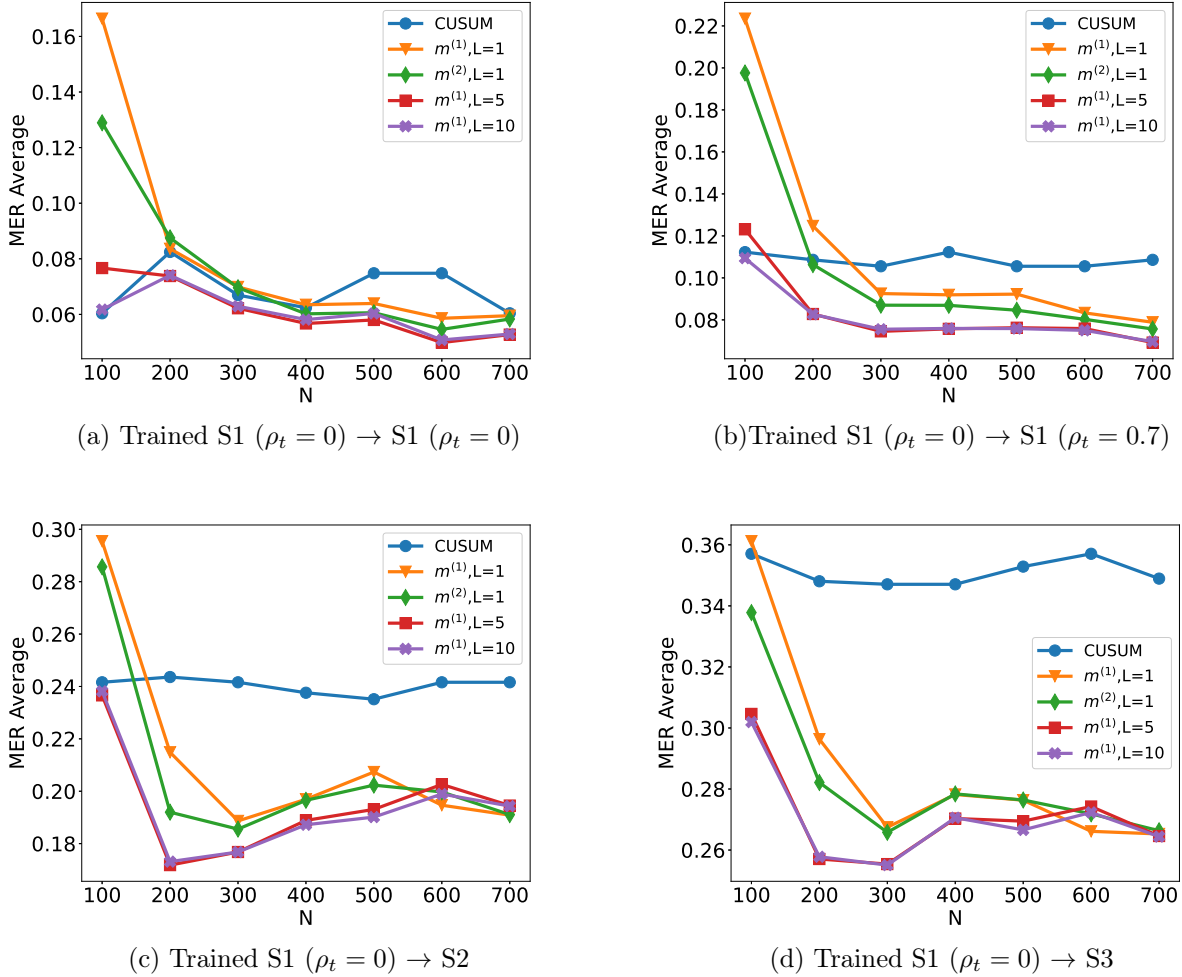 0.16
0.14
0.12
0.10
0.08
0.06
MER Average
100 200 300 400 500 600 700
N
CUSUM
m^(1),L=1
m^(2),L=1
m^(1),L=5
m^(1),L=10
(a) Trained S1 (ρ_t = 0) → S1 (ρ_t = 0)
0.22
0.20
0.18
0.16
0.14
0.12
0.10
0.08
MER Average
100 200 300 400 500 600 700
N
CUSUM
m^(1),L=1
m^(2),L=1
m^(1),L=5
m^(1),L=10
(b)Trained S1 (ρ_t = 0) → S1 (ρ_t = 0.7)
0.30
0.28
0.26
0.24
0.22
0.20
0.18
MER Average
100 200 300 400 500 600 700
N
CUSUM
m^(1),L=1
m^(2),L=1
m^(1),L=5
m^(1),L=10
(c) Trained S1 (ρ_t = 0) → S2
0.36
0.34
0.32
0.30
0.28
0.26
MER Average
100 200 300 400 500 600 700
N
CUSUM
m^(1),L=1
m^(2),L=1
m^(1),L=5
m^(1),L=10
(d) Trained S1 (ρ_t = 0) → S3